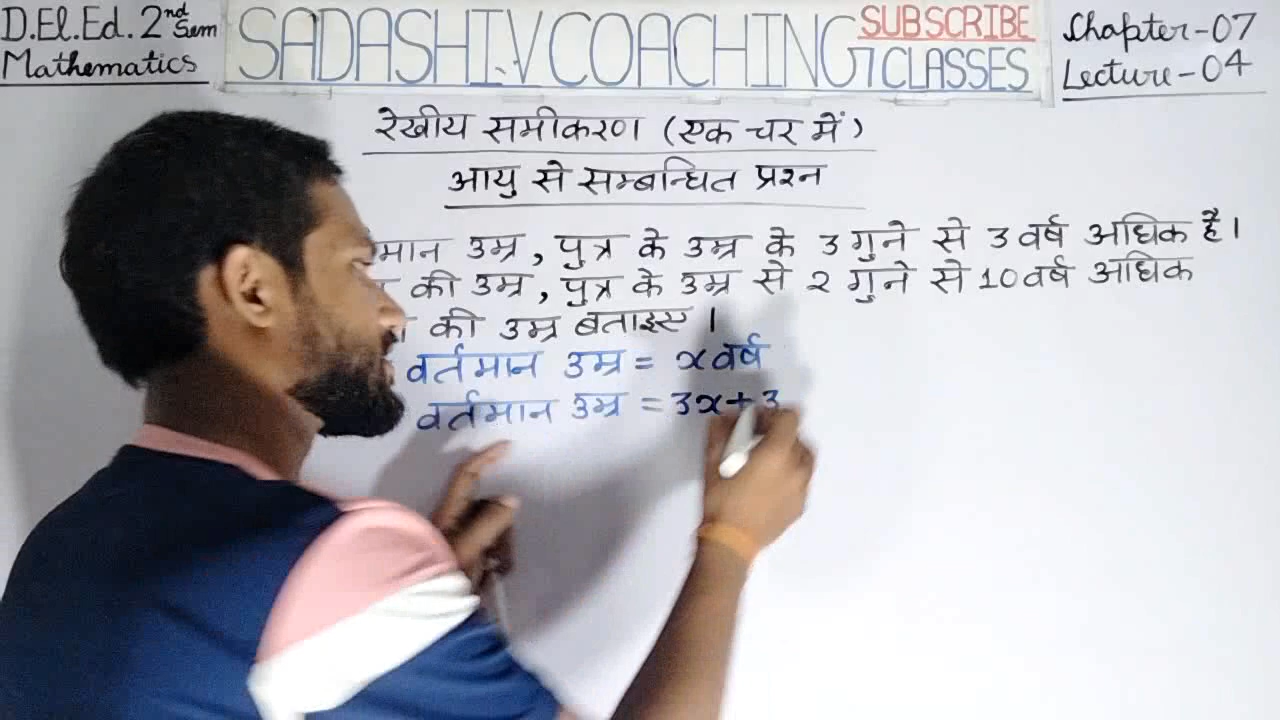 D.El.Ed. 2nd Sem
Mathematics
SADASHIV COACHING CLASSES
SUBSCRIBE
Chapter-07
Lecture-04
रेखीय समीकरण (एक चर में)
आयु से सम्बन्धित प्रश्न
मान उम्र, पुत्र के उम्र के 3 गुने से 3 वर्ष अधिक है।
की उम्र, पुत्र के उम्र से 2 गुने से 10 वर्ष अधिक
की उम्र बताइए।
वर्तमान उम्र = x वर्ष
वर्तमान उम्र = 3x+3